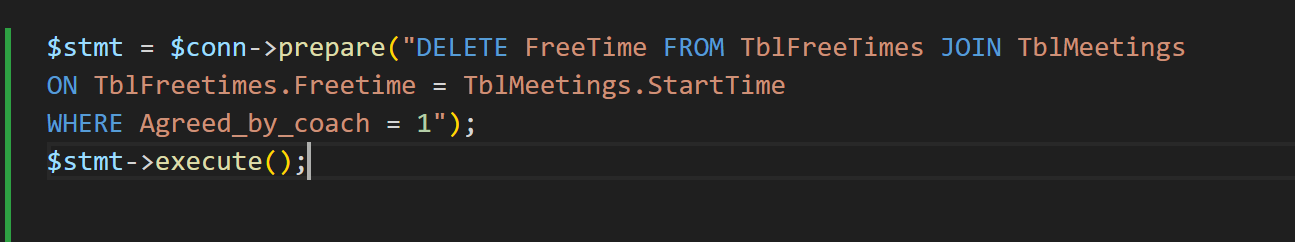 $stmt = $conn->prepare("DELETE FreeTime FROM TblFreeTimes JOIN TblMeetings
ON TblFreetimes.Freetime = TblMeetings.StartTime
WHERE Agreed_by_coach = 1");
$stmt->execute();